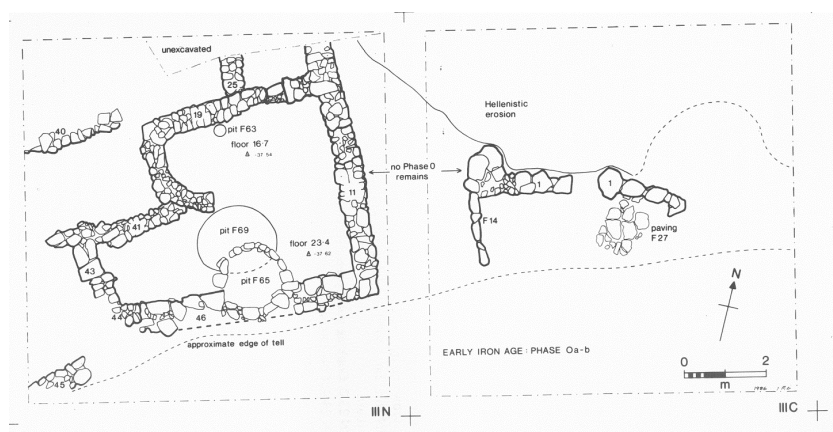 unexcavated
25
40
19
pit F63
floor 16·7
-37 54
Hellenistic
erosion
no Phase 0
remains
11
1
1
F14
41
pit F69
floor 23·4
-37 62
paving
F27
43
pit F65
44
46
N
approximate edge of tell
EARLY IRON AGE : PHASE 0a-b
0
2
m
45
III N
III C